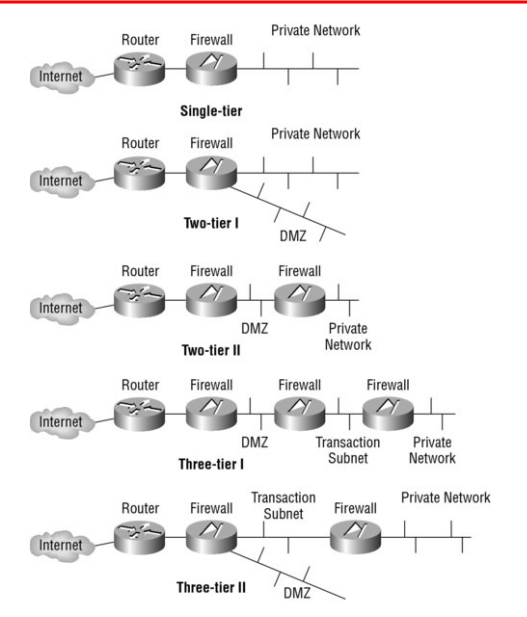 Private Network
Router Firewall
Internet
Single-tier
Private Network
Router Firewall
Internet
Two-tier I
DMZ
Router Firewall Firewall
Internet
DMZ Private
Network
Two-tier II
Router Firewall Firewall Firewall
Internet
DMZ Transaction Private
Subnet Network
Three-tier I
Transaction Private Network
Router Firewall Subnet Firewall
Internet
Three-tier II
DMZ